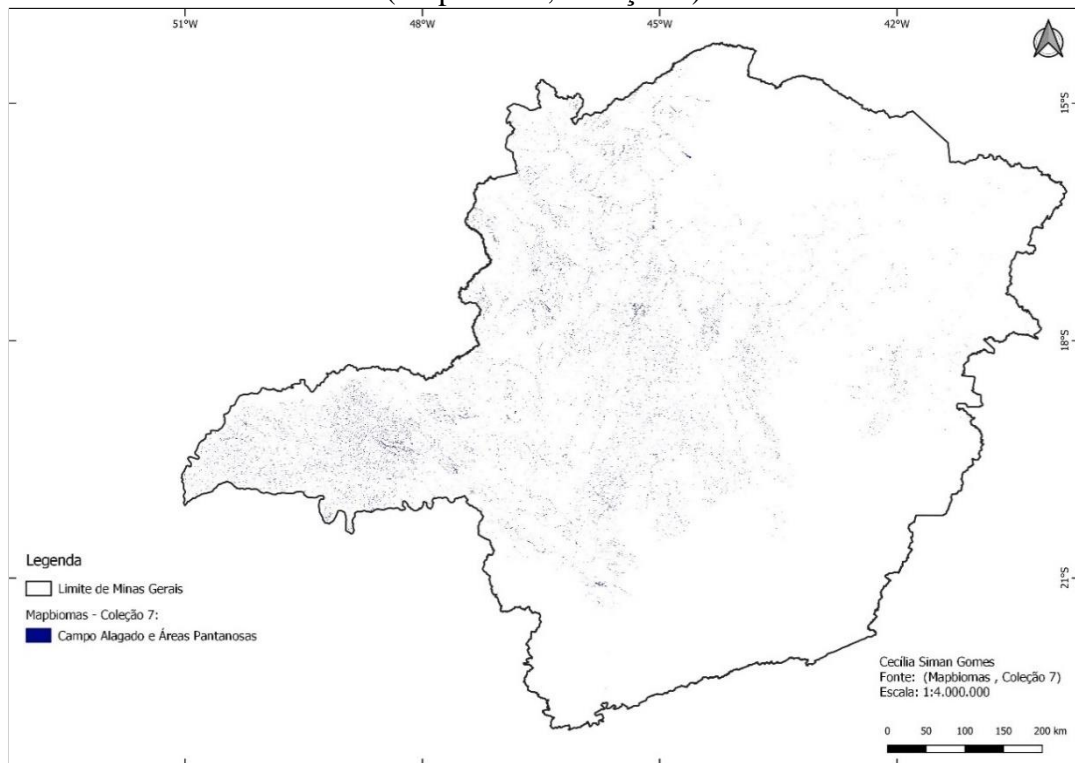 51°W 48°W 45°W 42°W
15°S
18°S
21°S
Legenda
Limite de Minas Gerais
Mapbiomas - Coleção 7:
Campo Alagado e Áreas Pantanosas
Cecília Siman Gomes
Fonte: (Mapbiomas , Coleção 7)
Escala: 1:4.000.000
0 50 100 150 200 km